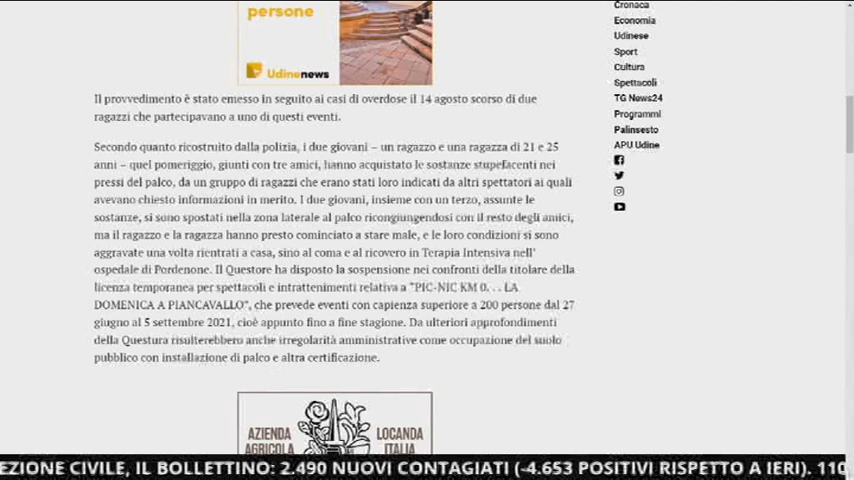 persone
Udinenews
Il provvedimento è stato emesso in seguito ai casi di overdose il 14 agosto scorso di due
ragazzi che partecipavano a uno di questi eventi.
Secondo quanto ricostruito dalla polizia, i due giovani – un ragazzo e una ragazza di 21 e 25
anni – quel pomeriggio, giunti con tre amici, hanno acquistato le sostanze stupefacenti nei
pressi del palco, da un gruppo di ragazzi che erano stati loro indicati da altri spettatori ai quali
avevano chiesto informazioni in merito. I due giovani, insieme con un terzo, assunte le
sostanze, si sono spostati nella zona laterale al palco ricongiungendosi con il resto degli amici,
ma il ragazzo e la ragazza hanno presto cominciato a stare male, e le loro condizioni si sono
aggravate una volta rientrati a casa, sino al coma e al ricovero in Terapia Intensiva nell'
ospedale di Pordenone. Il Questore ha disposto la sospensione nei confronti della titolare della
licenza temporanea per spettacoli e intrattenimenti relativa a “PIC-NIC KM 0. . . LA
DOMENICA A PIANCAVALLO”, che prevede eventi con capienza superiore a 200 persone dal 27
giugno al 5 settembre 2021, cioè appunto fino a fine stagione. Da ulteriori approfondimenti
della Questura risulterebbero anche irregolarità amministrative come occupazione del suolo
pubblico con installazione di palco e altra certificazione.
AZIENDA
AGRICOLA
LOCANDA
ITALIA
Cronaca
Economia
Udinese
Sport
Cultura
Spettacoli
TG News24
Programmi
Palinsesto
APU Udine
EZIONE CIVILE, IL BOLLETTINO: 2.490 NUOVI CONTAGIATI (-4.653 POSITIVI RISPETTO A IERI). 110